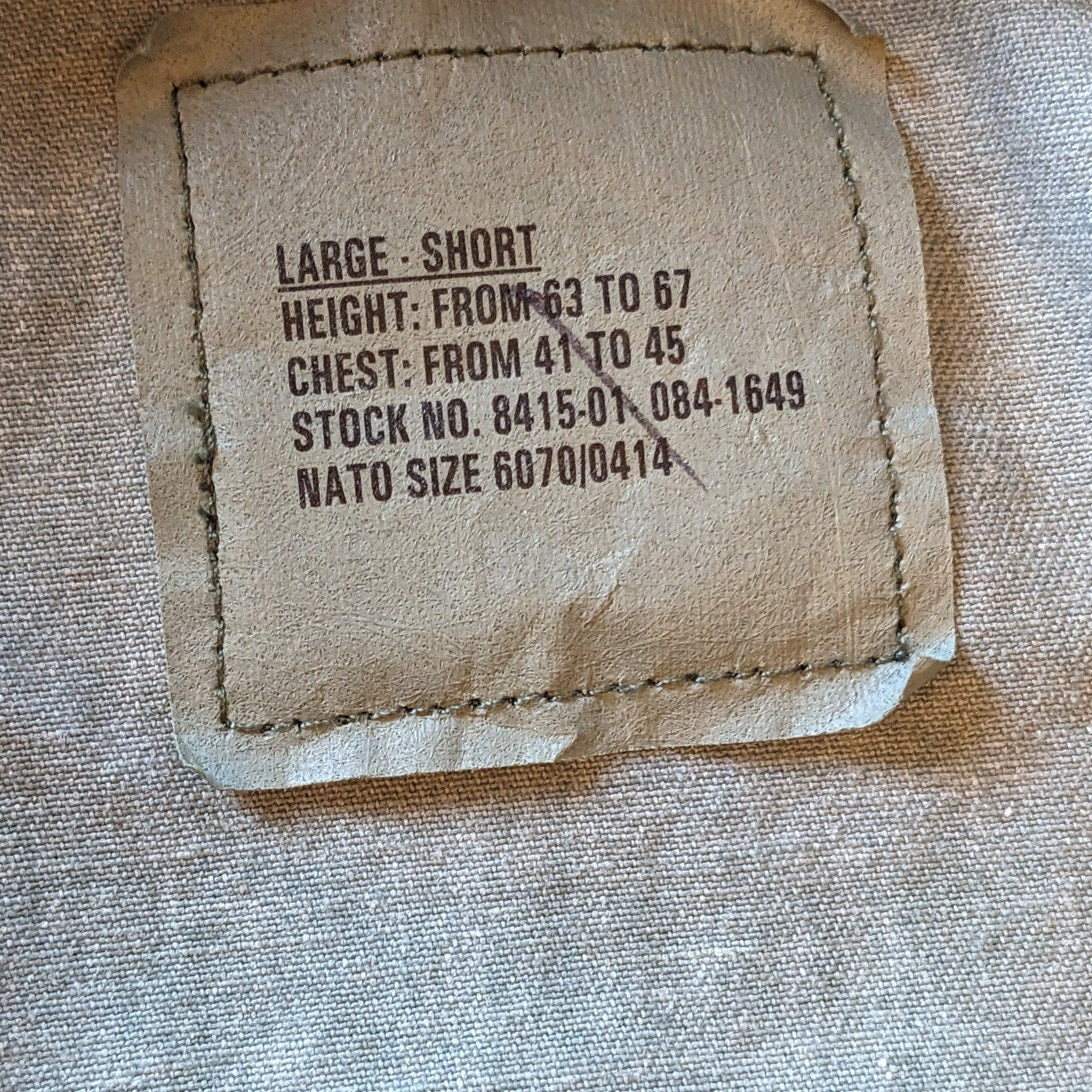 LARGE - SHORT
HEIGHT: FROM 63 TO 67
CHEST: FROM 41 TO 45
STOCK NO. 8415-01-084-1649
NATO SIZE 6070/0414